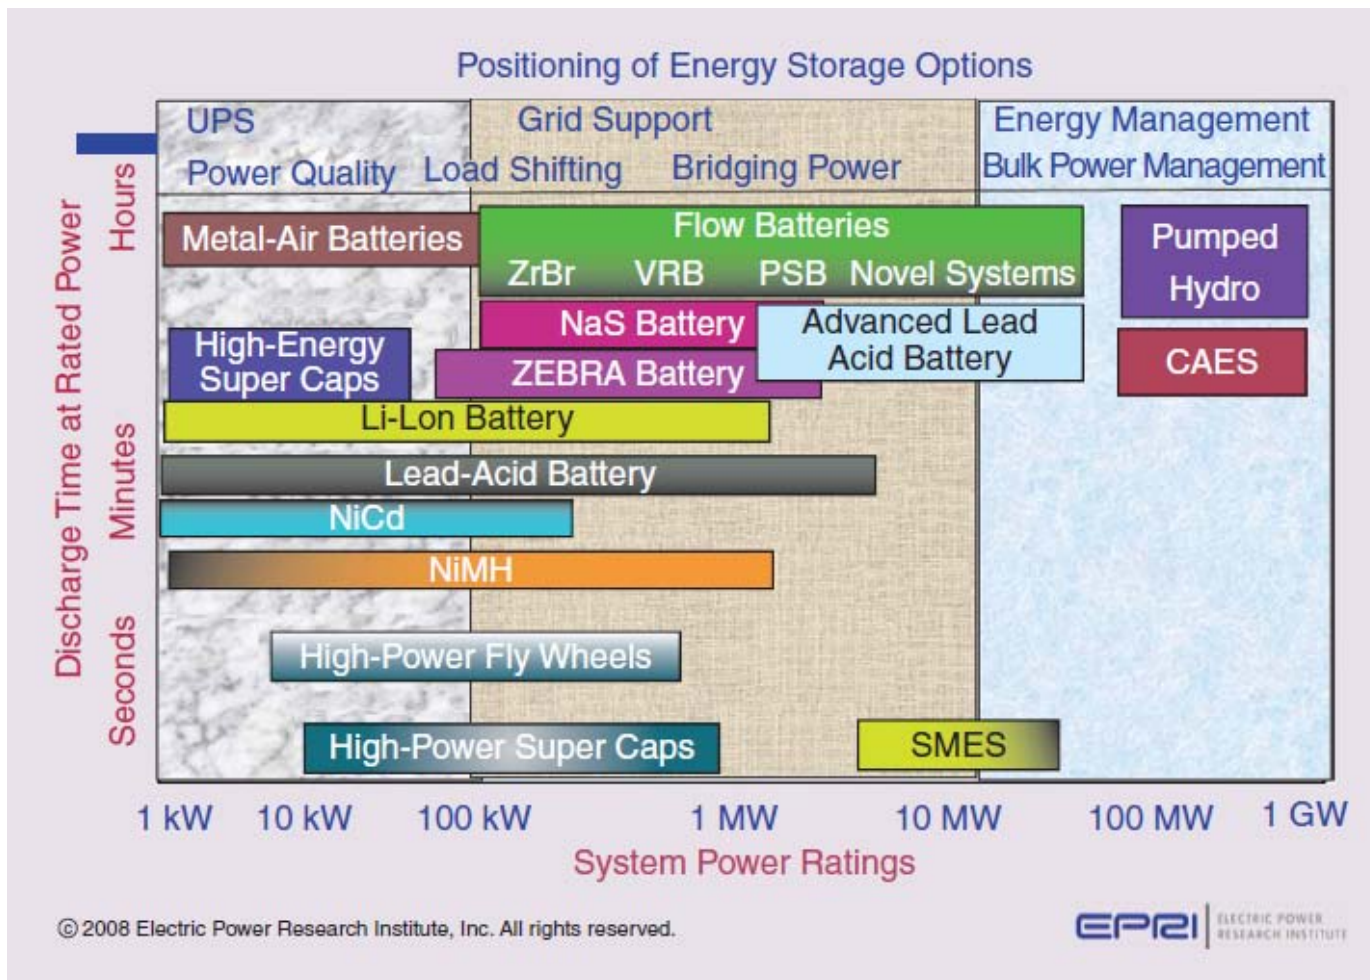 Positioning of Energy Storage Options
UPS
Grid Support
Energy Management
Power Quality
Load Shifting
Bridging Power
Bulk Power Management
Discharge Time at Rated Power
Hours
Minutes
Seconds
Metal-Air Batteries
Flow Batteries
ZrBr VRB PSB Novel Systems
Pumped
Hydro
NaS Battery
Advanced Lead
Acid Battery
High-Energy
Super Caps
ZEBRA Battery
CAES
Li-Lon Battery
Lead-Acid Battery
NiCd
NiMH
High-Power Fly Wheels
High-Power Super Caps
SMES
1 kW 10 kW 100 kW 1 MW 10 MW 100 MW 1 GW
System Power Ratings
© 2008 Electric Power Research Institute, Inc. All rights reserved.
EPRI
ELECTRIC POWER
RESEARCH INSTITUTE